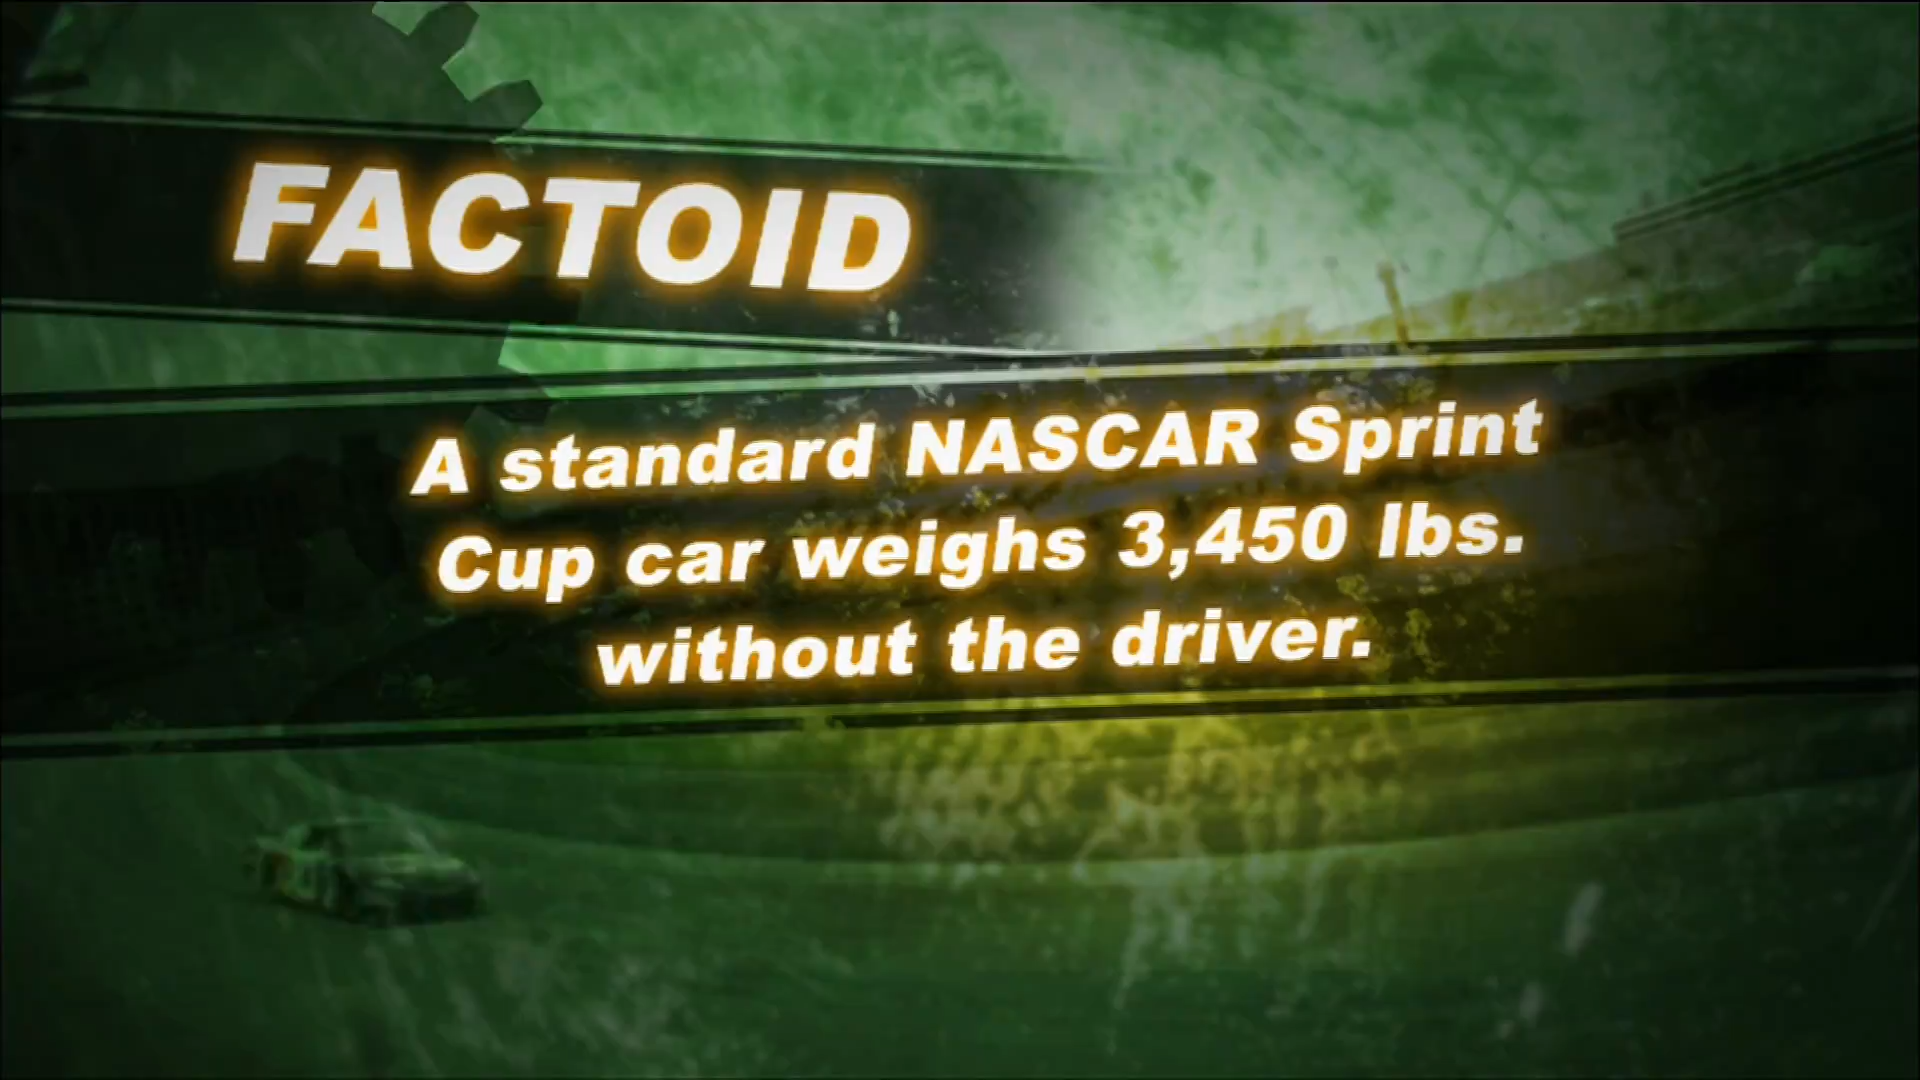 FACTOID
A standard NASCAR Sprint
Cup car weighs 3,450 lbs.
without the driver.